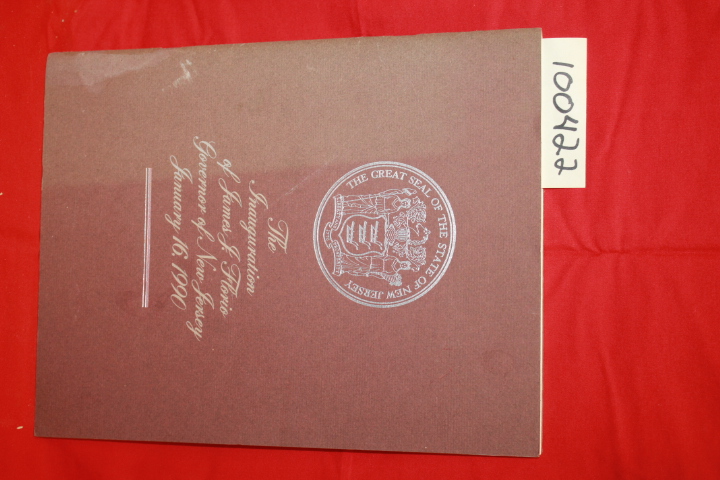 100422
THE GREAT SEAL OF THE STATE OF NEW JERSEY
The
Inauguration
of James J. Florio
Governor of New Jersey
January 16, 1990